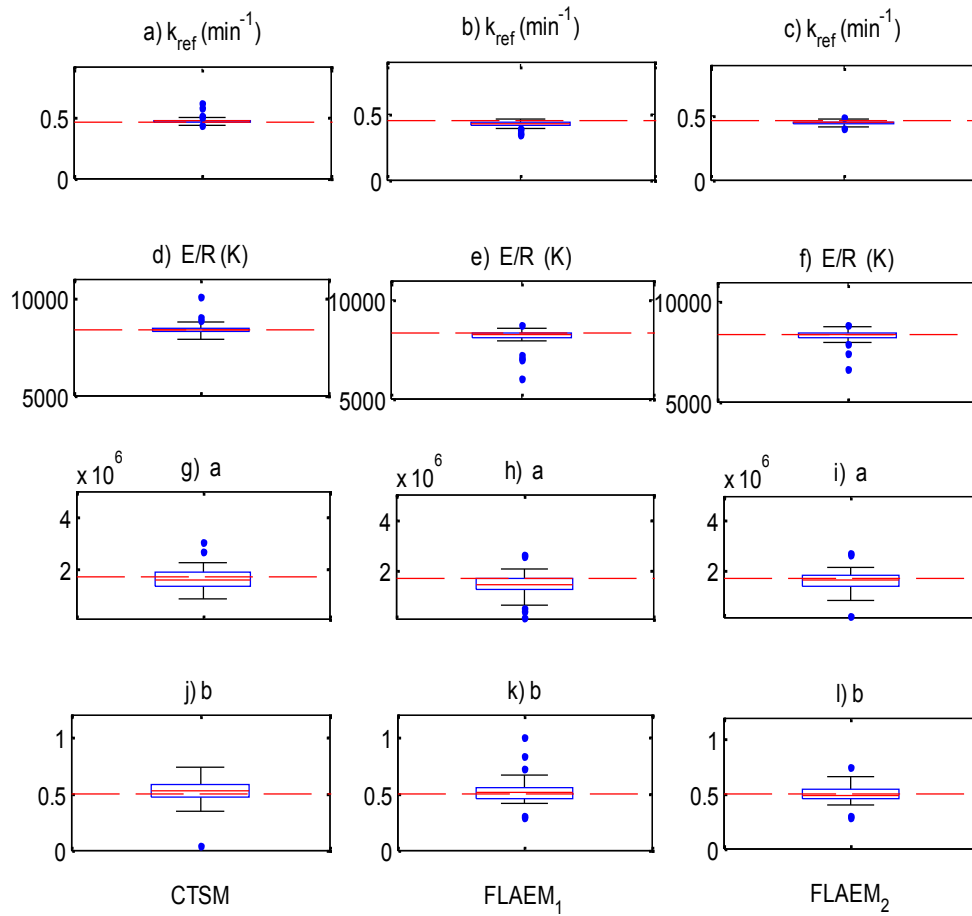 a) k_ref (min^-1) b) k_ref (min^-1) c) k_ref (min^-1)
0.5 0.5 0.5
0 0 0
d) E/R (K) e) E/R (K) f) E/R (K)
10000 10000 10000
5000 5000 5000
x 10^6 g) a x 10^6 h) a x 10^6 i) a
4 4 4
2 2 2
j) b k) b l) b
1 1 1
0.5 0.5 0.5
0 0 0
CTSM FLAEM_1 FLAEM_2